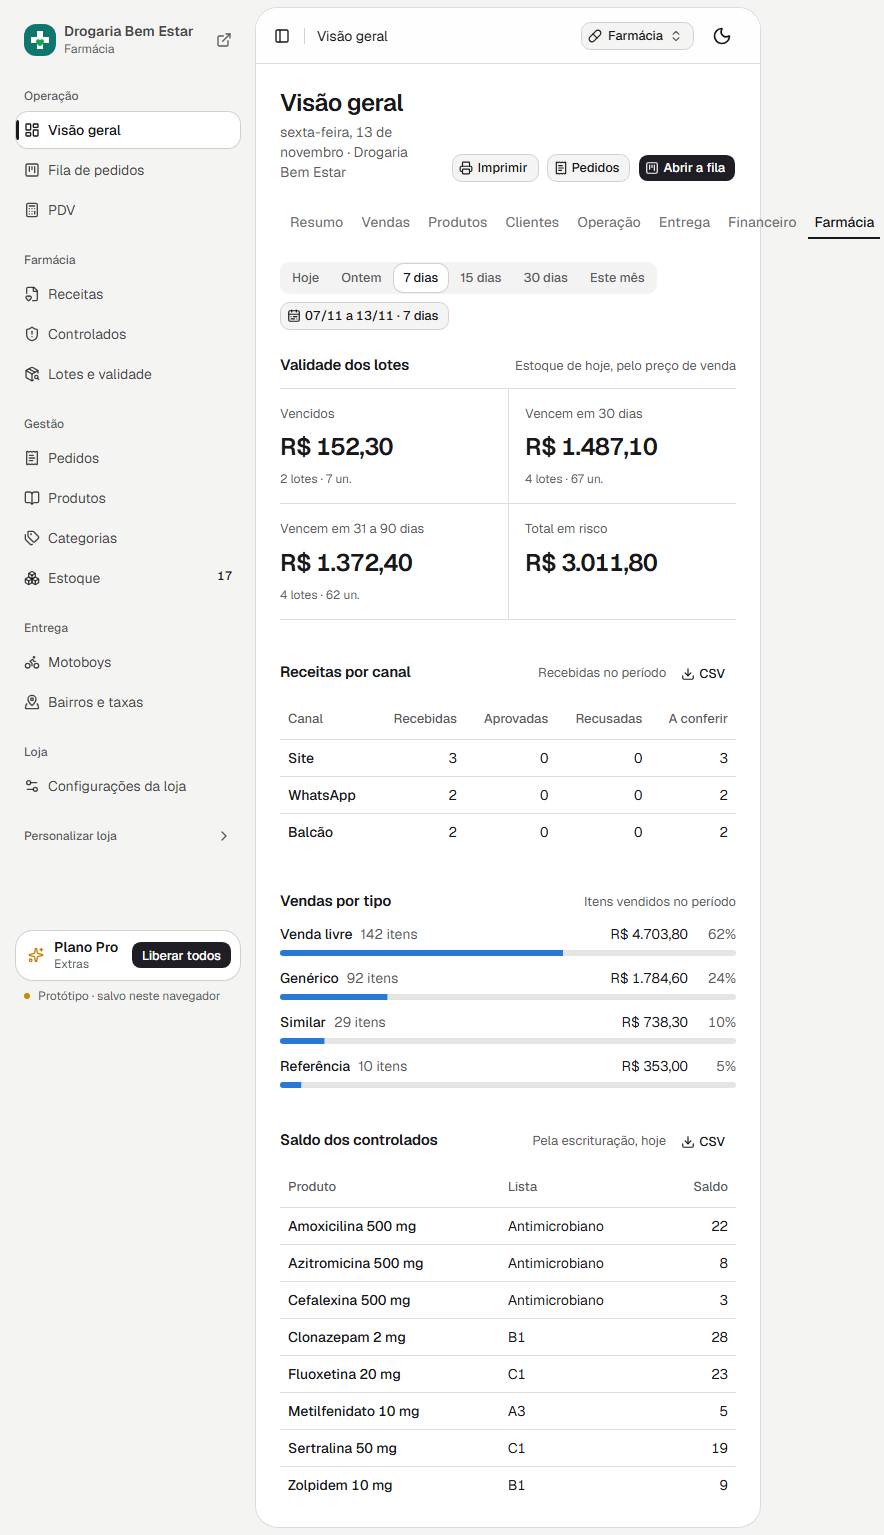 Drogaria Bem Estar
Farmácia
Operação
Visão geral
Fila de pedidos
PDV
Farmácia
Receitas
Controlados
Lotes e validade
Gestão
Pedidos
Produtos
Categorias
Estoque 17
Entrega
Motoboys
Bairros e taxas
Loja
Configurações da loja
Personalizar loja
Plano Pro
Extras
Liberar todos
Protótipo · salvo neste navegador
Visão geral
Farmácia
Visão geral
sexta-feira, 13 de
novembro · Drogaria
Bem Estar
Imprimir Pedidos Abrir a fila
Resumo Vendas Produtos Clientes Operação Entrega Financeiro Farmácia
Hoje Ontem 7 dias 15 dias 30 dias Este mês
07/11 a 13/11 · 7 dias
Validade dos lotes Estoque de hoje, pelo preço de venda
Vencidos
R$ 152,30
2 lotes · 7 un.
Vencem em 30 dias
R$ 1.487,10
4 lotes · 67 un.
Vencem em 31 a 90 dias
R$ 1.372,40
4 lotes · 62 un.
Total em risco
R$ 3.011,80
Receitas por canal Recebidas no período CSV
Canal Recebidas Aprovadas Recusadas A conferir
Site 3 0 0 3
WhatsApp 2 0 0 2
Balcão 2 0 0 2
Vendas por tipo Itens vendidos no período
Venda livre 142 itens R$ 4.703,80 62%
Genérico 92 itens R$ 1.784,60 24%
Similar 29 itens R$ 738,30 10%
Referência 10 itens R$ 353,00 5%
Saldo dos controlados Pela escrituração, hoje CSV
Produto Lista Saldo
Amoxicilina 500 mg Antimicrobiano 22
Azitromicina 500 mg Antimicrobiano 8
Cefalexina 500 mg Antimicrobiano 3
Clonazepam 2 mg B1 28
Fluoxetina 20 mg C1 23
Metilfenidato 10 mg A3 5
Sertralina 50 mg C1 19
Zolpidem 10 mg B1 9